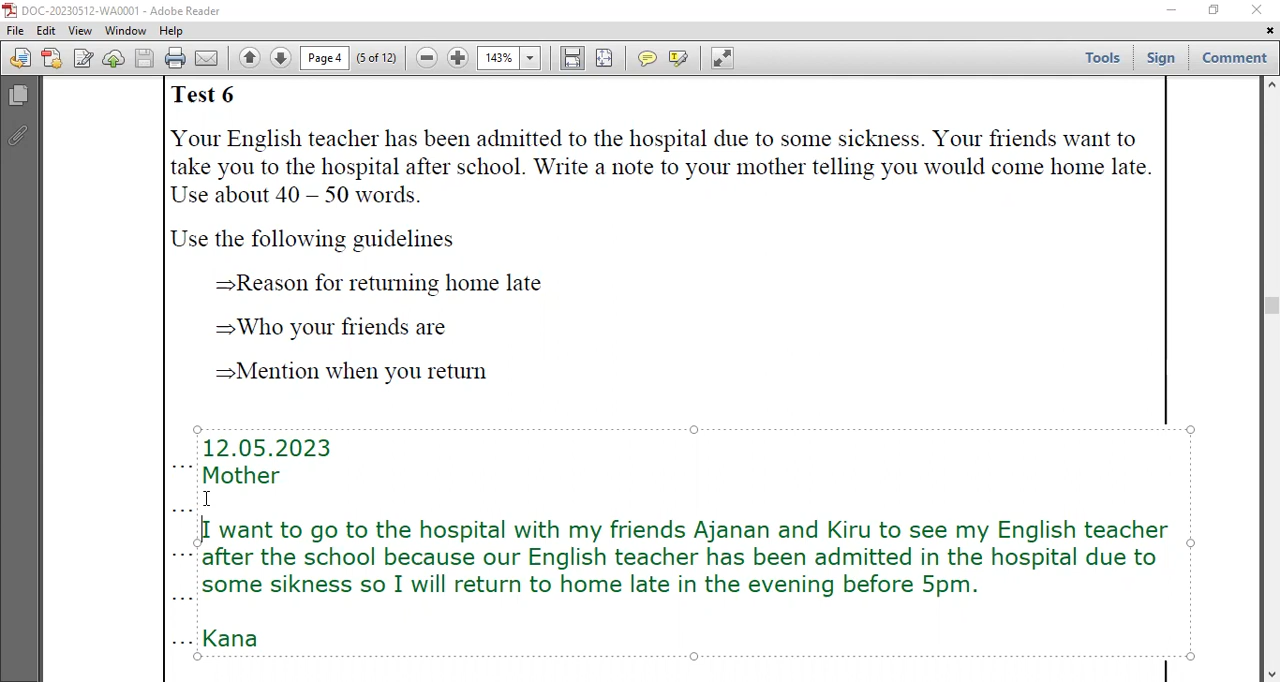 DOC-20230512-WA0001 - Adobe Reader
File Edit View Window Help
Page 4 (5 of 12) 143% Tools Sign Comment
Test 6
Your English teacher has been admitted to the hospital due to some sickness. Your friends want to
take you to the hospital after school. Write a note to your mother telling you would come home late.
Use about 40 – 50 words.
Use the following guidelines
⇒Reason for returning home late
⇒Who your friends are
⇒Mention when you return
12.05.2023
... Mother
...
I want to go to the hospital with my friends Ajanan and Kiru to see my English teacher
... after the school because our English teacher has been admitted in the hospital due to
... some sikness so I will return to home late in the evening before 5pm.
... Kana